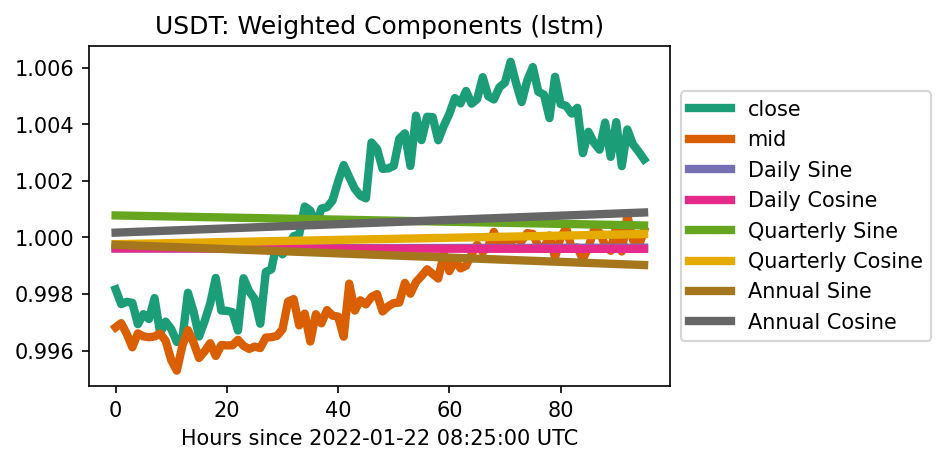 USDT: Weighted Components (lstm)
1.006
1.004
1.002
1.000
0.998
0.996
0
20
40
60
80
Hours since 2022-01-22 08:25:00 UTC
close
mid
Daily Sine
Daily Cosine
Quarterly Sine
Quarterly Cosine
Annual Sine
Annual Cosine